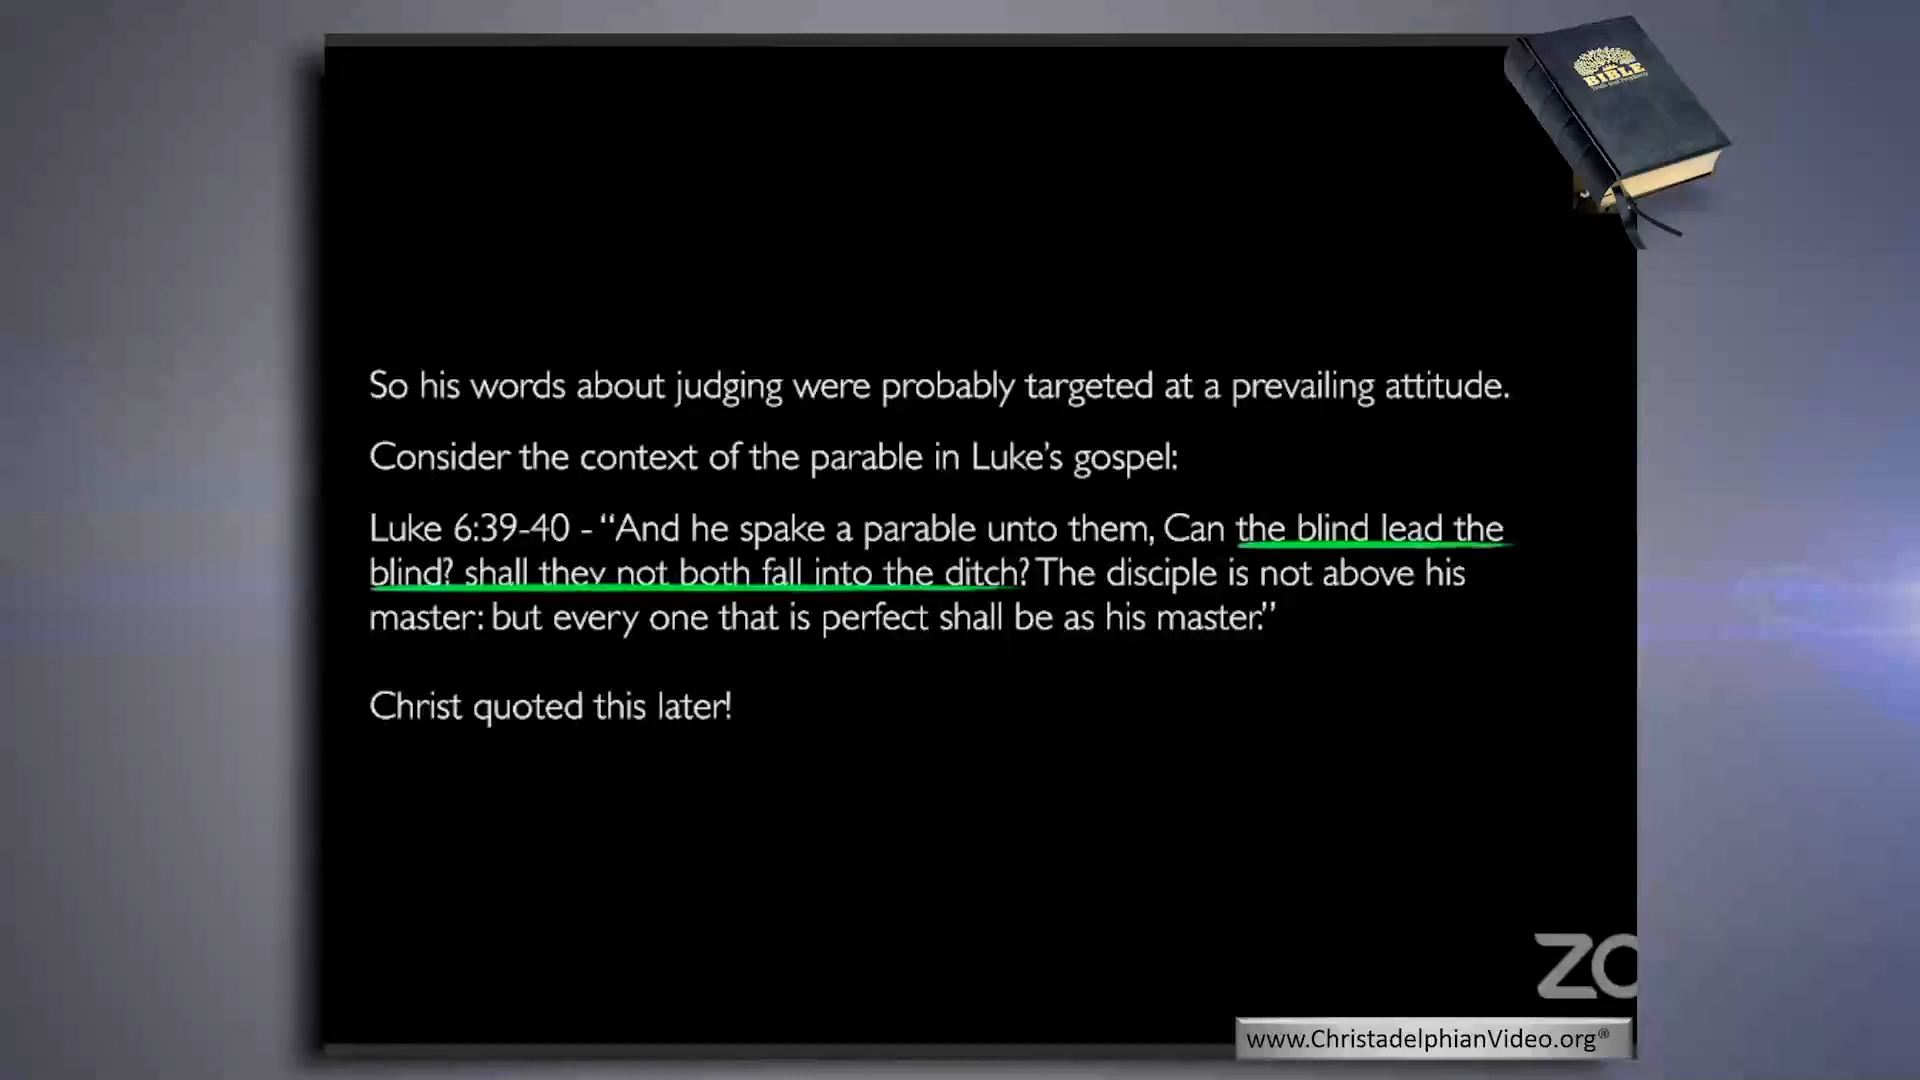 BIBLE
So his words about judging were probably targeted at a prevailing attitude.
Consider the context of the parable in Luke's gospel:
Luke 6:39-40 - “And he spake a parable unto them, Can the blind lead the
blind? shall they not both fall into the ditch? The disciple is not above his
master: but every one that is perfect shall be as his master.”
Christ quoted this later!
ZO
www.ChristadelphianVideo.org®